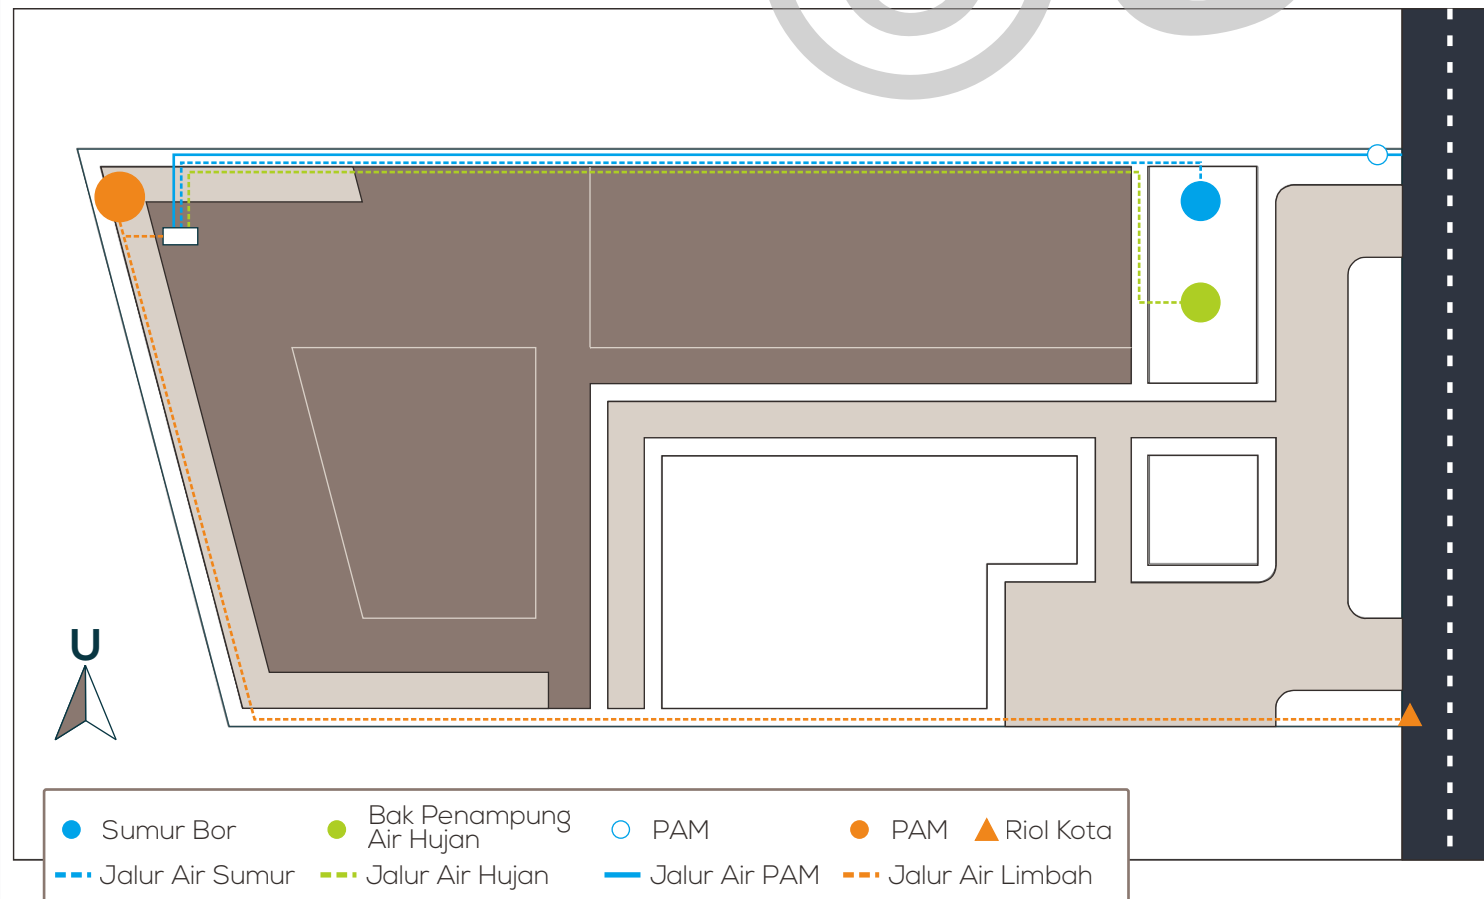 U
Sumur Bor
Bak Penampung
Air Hujan
PAM
PAM
Riol Kota
Jalur Air Sumur
Jalur Air Hujan
Jalur Air PAM
Jalur Air Limbah